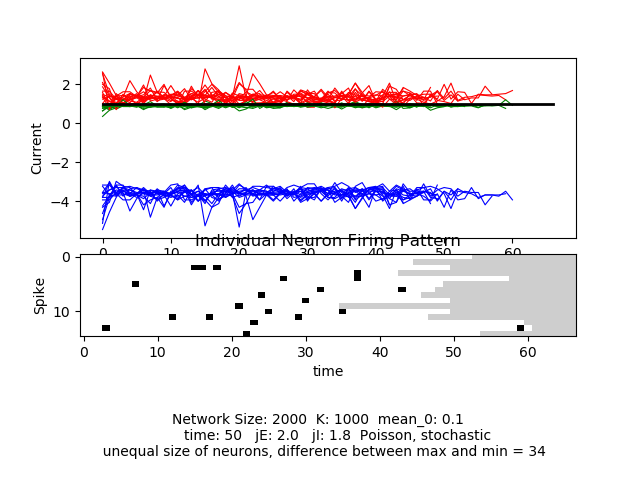 2
0
−2
−4
Current
0 10 20 30 40 50 60
Individual Neuron Firing Pattern
0
10
Spike
0 10 20 30 40 50 60
time
Network Size: 2000 K: 1000 mean_0: 0.1
time: 50 jE: 2.0 jI: 1.8 Poisson, stochastic
unequal size of neurons, difference between max and min = 34